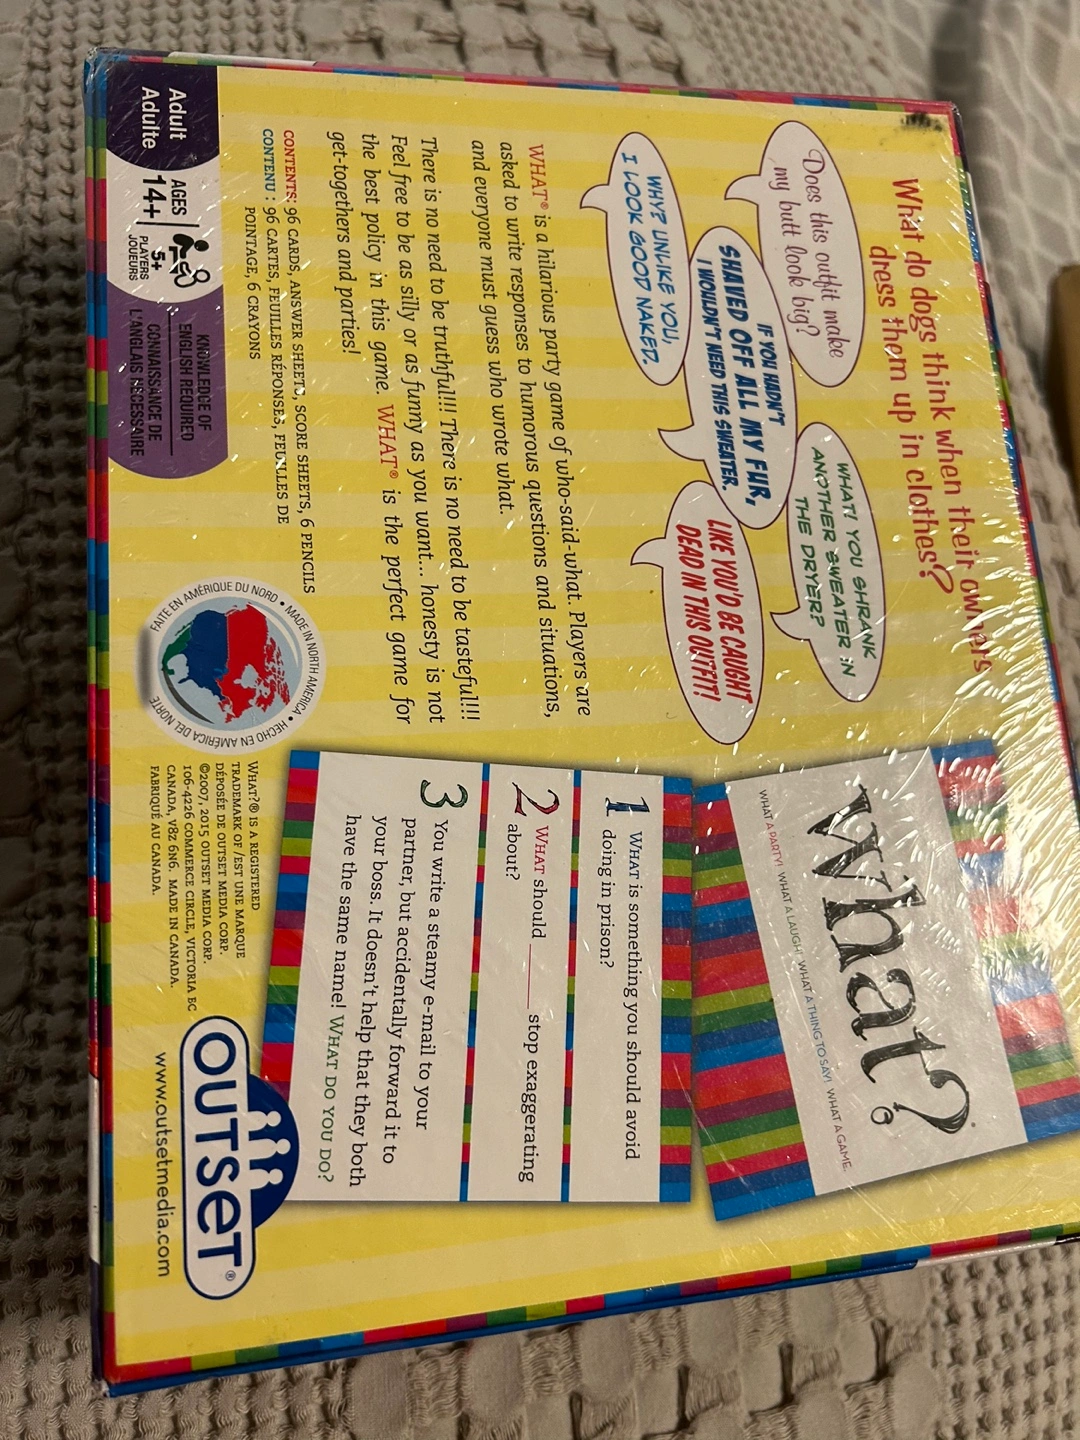 What do dogs think when their owners
dress them up in clothes?
Does this outfit make
my butt look big?
WHAT! YOU SHRANK
ANOTHER SWEATER IN
THE DRYER?
IF YOU HADN'T
SHAVED OFF ALL MY FUR,
I WOULDN'T NEED THIS SWEATER.
WHY? UNLIKE YOU,
I LOOK GOOD NAKED.
LIKE YOU'D BE CAUGHT
DEAD IN THIS OUTFIT!
WHAT® is a hilarious party game of who-said-what. Players are
asked to write responses to humorous questions and situations,
and everyone must guess who wrote what.
There is no need to be truthful!!! There is no need to be tasteful!!!
Feel free to be as silly or as funny as you want... honesty is not
the best policy in this game. WHAT® is the perfect game for
get-togethers and parties!
CONTENTS: 96 CARDS, ANSWER SHEETS, SCORE SHEETS, 6 PENCILS
CONTENU : 96 CARTES, FEUILLES RÉPONSES, FEUILLES DE
POINTAGE, 6 CRAYONS
Adult
Adulte
AGES
14+
5+
PLAYERS
JOUEURS
KNOWLEDGE OF
ENGLISH REQUIRED
CONNAISSANCE DE
L'ANGLAIS NÉCESSAIRE
FAITE EN AMÉRIQUE DU NORD • MADE IN NORTH AMERICA • HECHO EN AMÉRICA DEL NORTE
What?®
WHAT A PARTY! WHAT A LAUGH! WHAT A THING TO SAY! WHAT A GAME.
1 WHAT is something you should avoid
doing in prison?
2 WHAT should ______ stop exaggerating
about?
3 You write a steamy e-mail to your
partner, but accidentally forward it to
your boss. It doesn't help that they both
have the same name! WHAT DO YOU DO?
WHAT?® IS A REGISTERED
TRADEMARK OF /EST UNE MARQUE
DÉPOSÉE DE OUTSET MEDIA CORP.
©2007, 2015 OUTSET MEDIA CORP.
106-4226 COMMERCE CIRCLE, VICTORIA BC
CANADA, V8Z 6N6. MADE IN CANADA.
FABRIQUÉ AU CANADA.
OUTSET®
www.outsetmedia.com